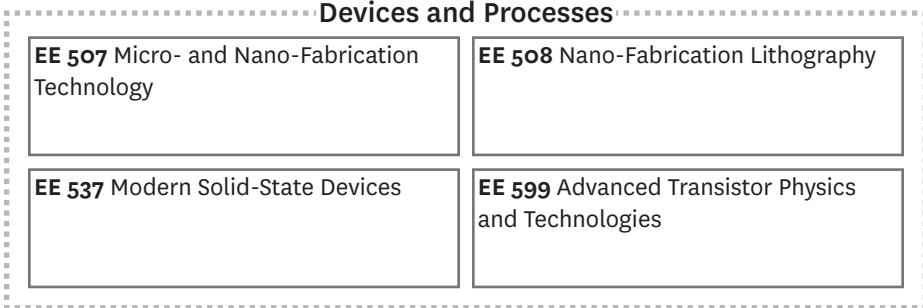 Devices and Processes
EE 507 Micro- and Nano-Fabrication
Technology
EE 508 Nano-Fabrication Lithography
EE 537 Modern Solid-State Devices
EE 599 Advanced Transistor Physics
and Technologies